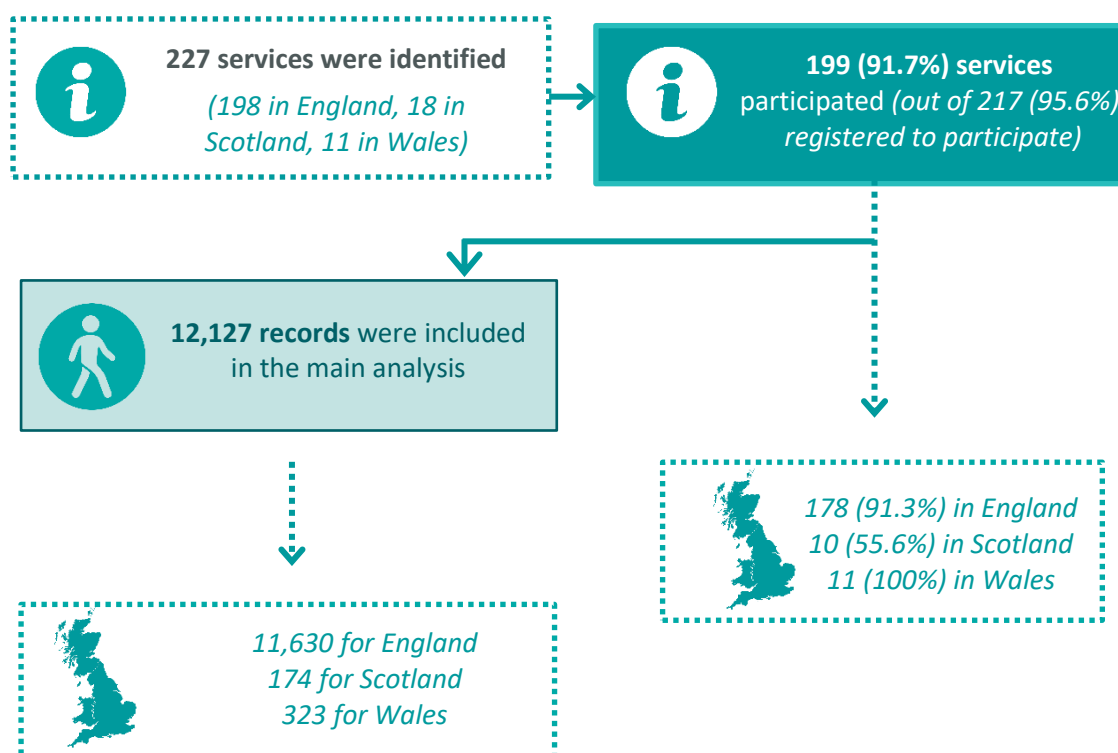 227 services were identified
(198 in England, 18 in
Scotland, 11 in Wales)
199 (91.7%) services
participated (out of 217 (95.6%)
registered to participate)
12,127 records were included
in the main analysis
178 (91.3%) in England
10 (55.6%) in Scotland
11 (100%) in Wales
11,630 for England
174 for Scotland
323 for Wales